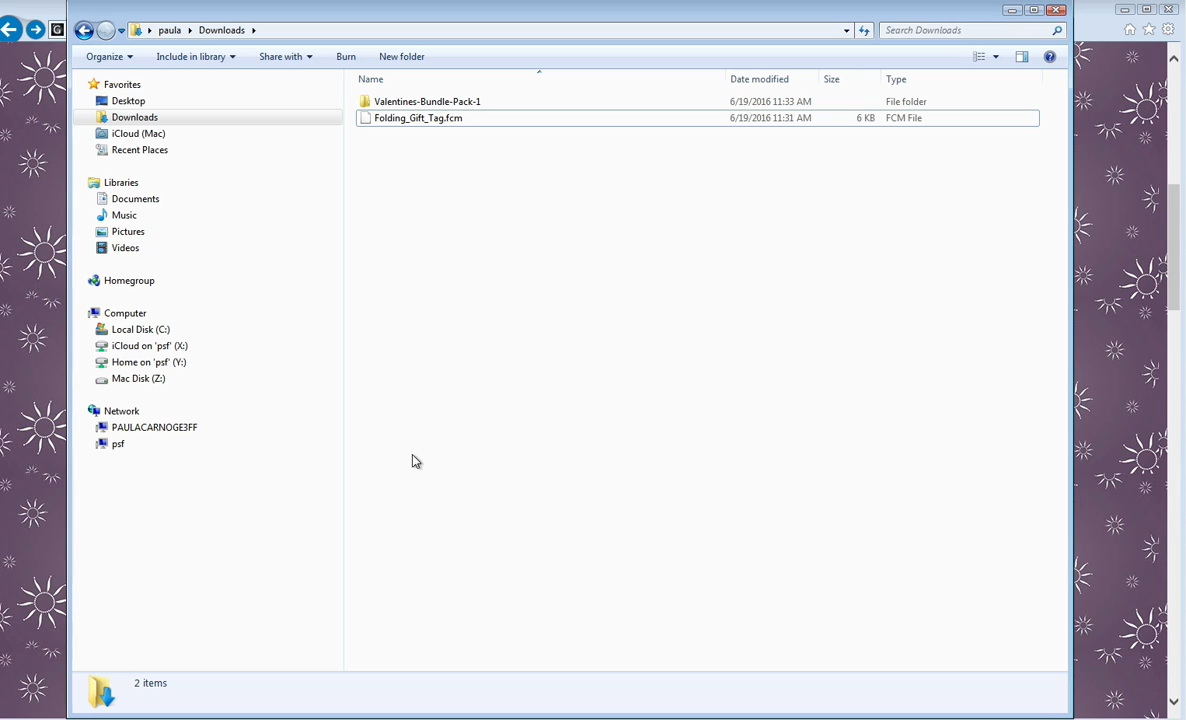 G
paula Downloads Search Downloads
Organize Include in library Share with Burn New folder
Name Date modified Size Type
Favorites
Desktop
Downloads
iCloud (Mac)
Recent Places
Libraries
Documents
Music
Pictures
Videos
Homegroup
Computer
Local Disk (C:)
iCloud on 'psf' (X:)
Home on 'psf' (Y:)
Mac Disk (Z:)
Network
PAULACARNOGE3FF
psf
Valentines-Bundle-Pack-1 6/19/2016 11:33 AM File folder
Folding_Gift_Tag.fcm 6/19/2016 11:31 AM 6 KB FCM File
2 items